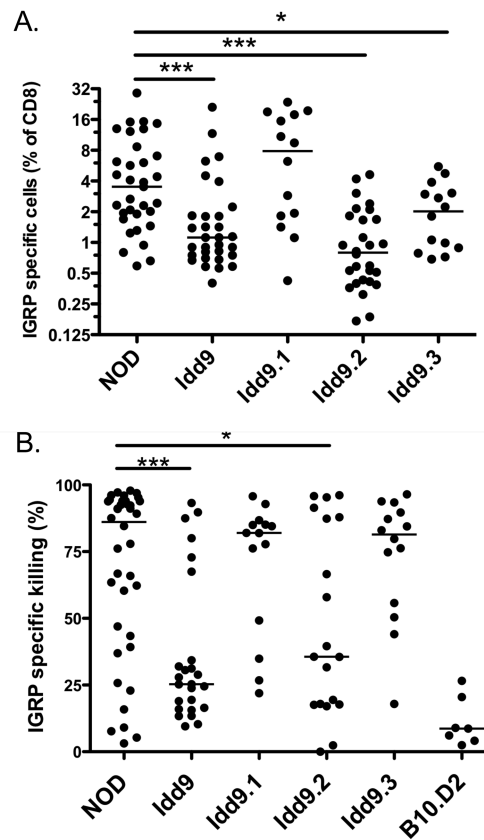 A.
*
***
***
IGRP specific cells (% of CD8)
32
16
8
4
2
1
0.5
0.25
0.125
NOD
Idd9
Idd9.1
Idd9.2
Idd9.3
B.
*
***
IGRP specific killing (%)
100
75
50
25
0
NOD
Idd9
Idd9.1
Idd9.2
Idd9.3
B10.D2